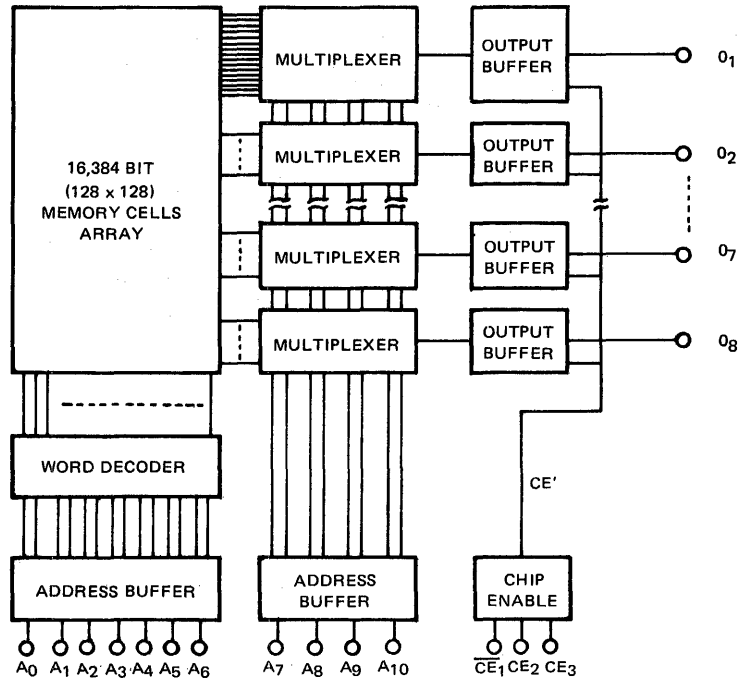 MULTIPLEXER
OUTPUT
BUFFER
O1
16,384 BIT
(128 x 128)
MEMORY CELLS
ARRAY
MULTIPLEXER
OUTPUT
BUFFER
O2
MULTIPLEXER
OUTPUT
BUFFER
O7
MULTIPLEXER
OUTPUT
BUFFER
O8
WORD DECODER
CE'
ADDRESS BUFFER
ADDRESS
BUFFER
CHIP
ENABLE
A0 A1 A2 A3 A4 A5 A6 A7 A8 A9 A10 C̅E̅1 CE2 CE3